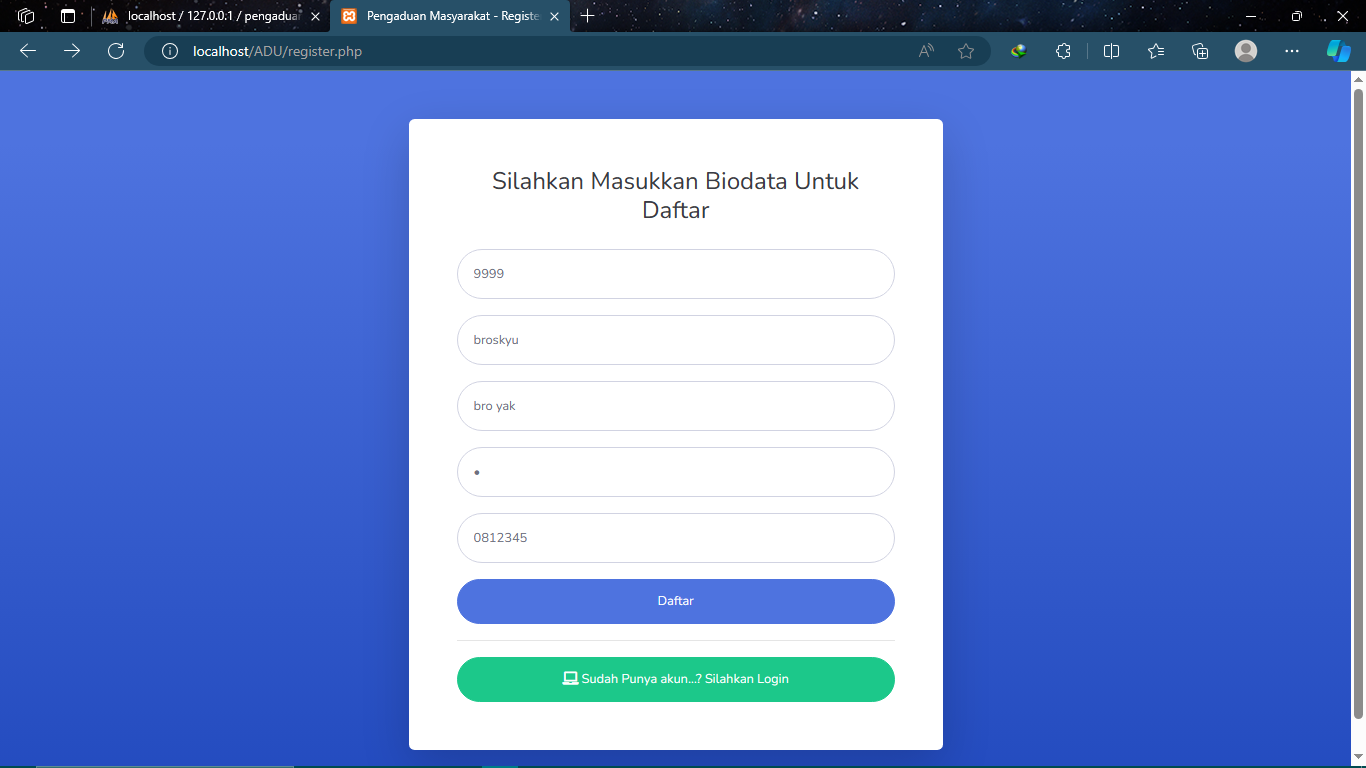 localhost / 127.0.0.1 / pengadua
Pengaduan Masyarakat - Registe
localhost/ADU/register.php
Silahkan Masukkan Biodata Untuk
Daftar
9999
broskyu
bro yak
•
0812345
Daftar
Sudah Punya akun...? Silahkan Login